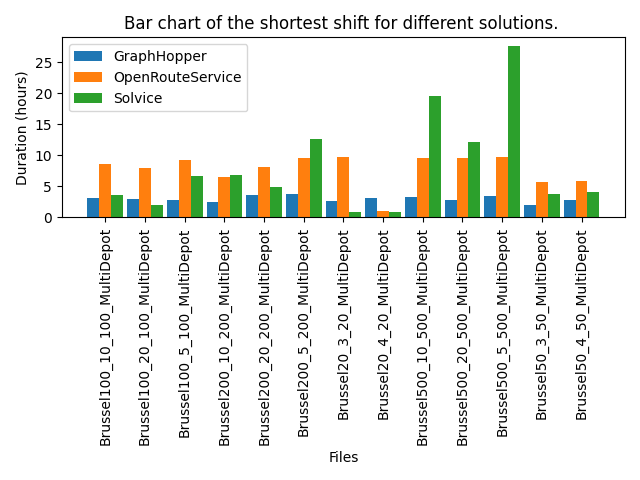 Bar chart of the shortest shift for different solutions.
GraphHopper
OpenRouteService
Solvice
Duration (hours)
25
20
15
10
5
0
Brussel100_10_100_MultiDepot
Brussel100_20_100_MultiDepot
Brussel100_5_100_MultiDepot
Brussel200_10_200_MultiDepot
Brussel200_20_200_MultiDepot
Brussel200_5_200_MultiDepot
Brussel20_3_20_MultiDepot
Brussel20_4_20_MultiDepot
Brussel500_10_500_MultiDepot
Brussel500_20_500_MultiDepot
Brussel500_5_500_MultiDepot
Brussel50_3_50_MultiDepot
Brussel50_4_50_MultiDepot
Files